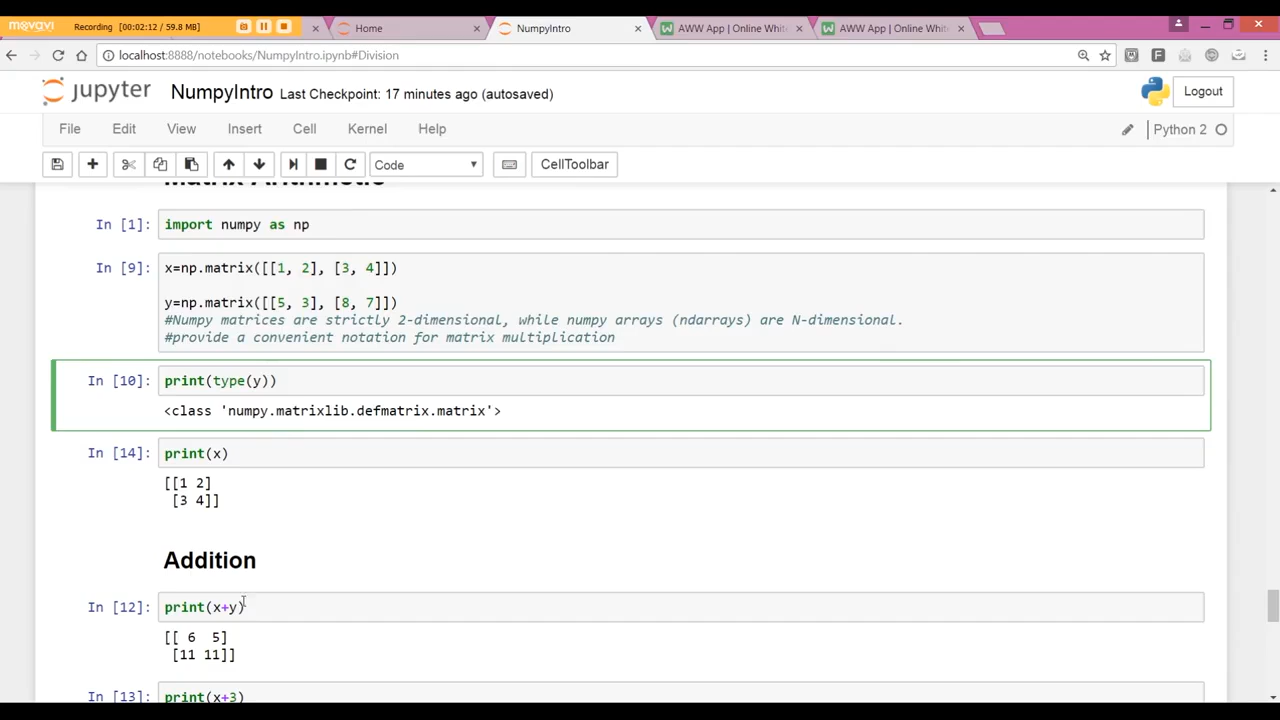 movavi
Recording 00:02:12 / 59.8 MB
Home
NumpyIntro
AWW App | Online White
AWW App | Online White
localhost:8888/notebooks/NumpyIntro.ipynb#Division
jupyter NumpyIntro Last Checkpoint: 17 minutes ago (autosaved)
Logout
File Edit View Insert Cell Kernel Help
Python 2
Code
CellToolbar
Matrix Arithmetic
In [1]: import numpy as np
In [9]: x=np.matrix([[1, 2], [3, 4]])
y=np.matrix([[5, 3], [8, 7]])
#Numpy matrices are strictly 2-dimensional, while numpy arrays (ndarrays) are N-dimensional.
#provide a convenient notation for matrix multiplication
In [10]: print(type(y))
<class 'numpy.matrixlib.defmatrix.matrix'>
In [14]: print(x)
[[1 2]
[3 4]]
Addition
In [12]: print(x+y)
[[ 6 5]
[11 11]]
In [13]: print(x+3)